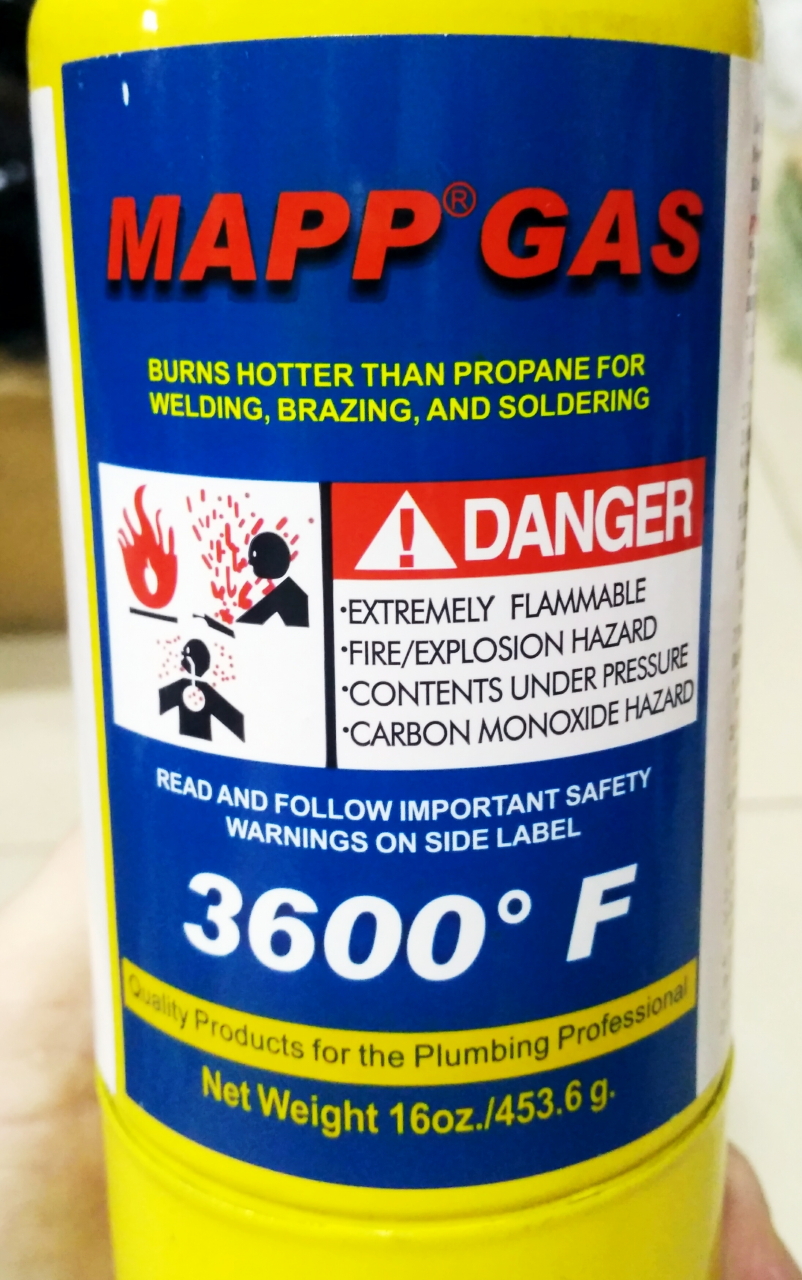 MAPP® GAS
BURNS HOTTER THAN PROPANE FOR
WELDING, BRAZING, AND SOLDERING
DANGER
•EXTREMELY FLAMMABLE
•FIRE/EXPLOSION HAZARD
•CONTENTS UNDER PRESSURE
•CARBON MONOXIDE HAZARD
READ AND FOLLOW IMPORTANT SAFETY
WARNINGS ON SIDE LABEL
3600° F
Quality Products for the Plumbing Professional
Net Weight 16oz./453.6 g.